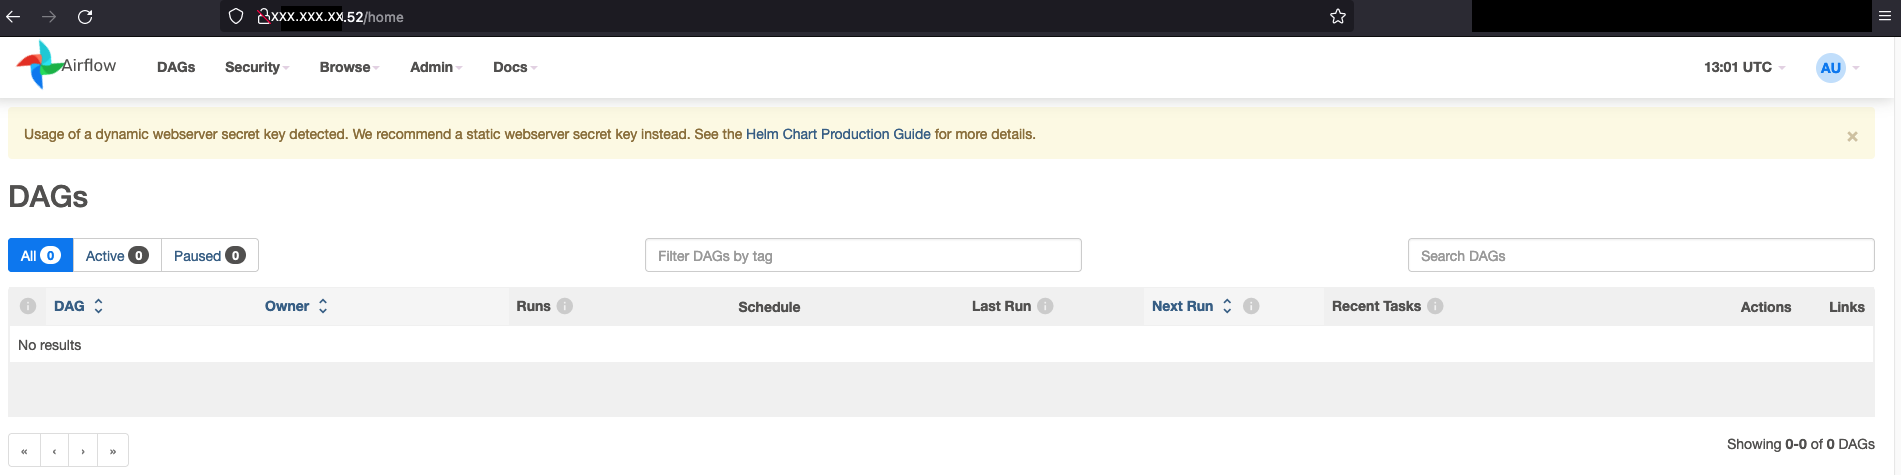 XXX.XXX.XX.52/home
Airflow DAGs Security Browse Admin Docs 13:01 UTC AU
Usage of a dynamic webserver secret key detected. We recommend a static webserver secret key instead. See the Helm Chart Production Guide for more details. ×
DAGs
All 0 Active 0 Paused 0 Filter DAGs by tag Search DAGs
i DAG Owner Runs i Schedule Last Run i Next Run i Recent Tasks i Actions Links
No results
« ‹ › » Showing 0-0 of 0 DAGs